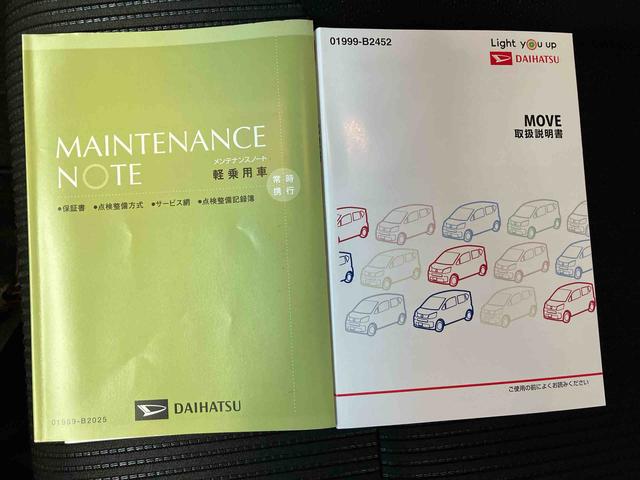 MAINTENANCE
NOTE
メンテナンスノート
軽乗用車
常時
携行
●保証書 ●点検整備方式 ●サービス網 ●点検整備記録簿
DAIHATSU
01999-B2025
01999-B2452
Light you up
DAIHATSU
MOVE
取扱説明書
ご使用の前によくお読みください